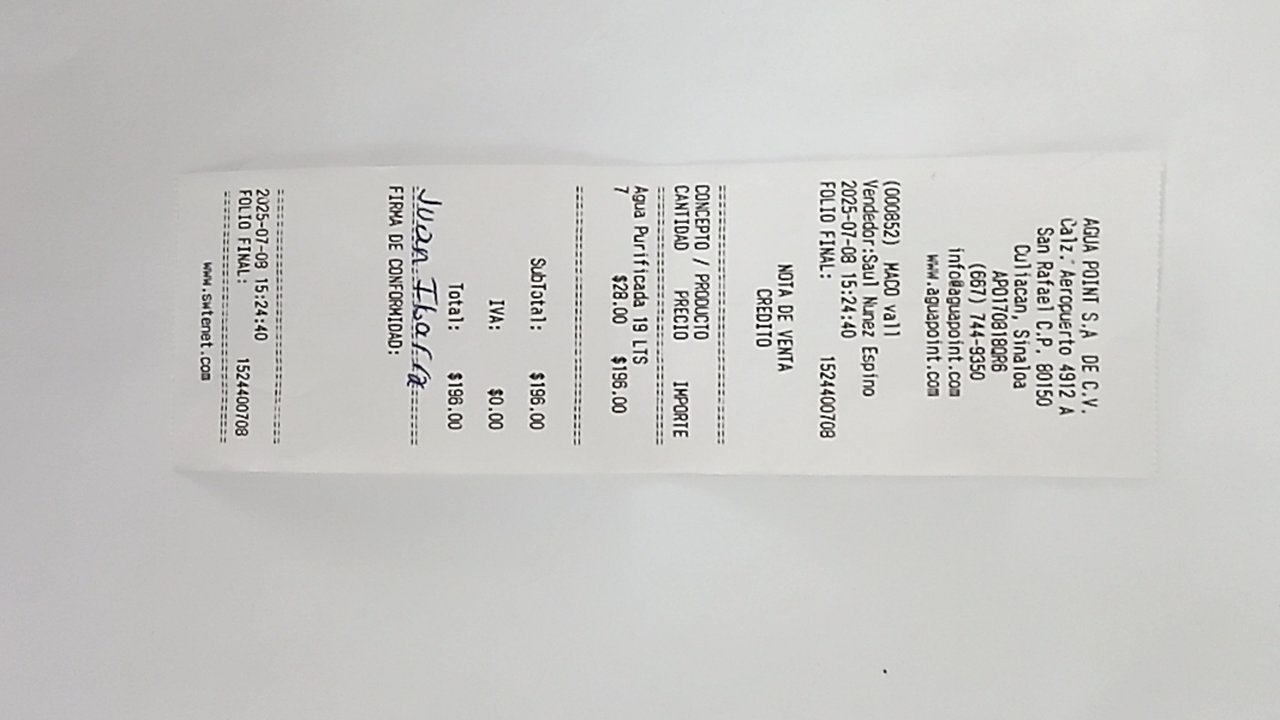 AGUA POINT S.A DE C.V.
Calz. Aeropuerto 4912 A
San Rafael C.P. 80150
Culiacan, Sinaloa
APO170818QR6
(667) 744-9350
info@aguapoint.com
www.aguapoint.com
(000852) MACO vall
Vendedor:Saul Nunez Espino
2025-07-08 15:24:40
FOLIO FINAL: 1524400708
NOTA DE VENTA
CREDITO
CONCEPTO / PRODUCTO
CANTIDAD PRECIO IMPORTE
Agua Purificada 19 LTS
7 $28.00 $196.00
SubTotal: $196.00
IVA: $0.00
Total: $196.00
Juan Ibarra
FIRMA DE CONFORMIDAD:
2025-07-08 15:24:40
FOLIO FINAL: 1524400708
www.swtenet.com